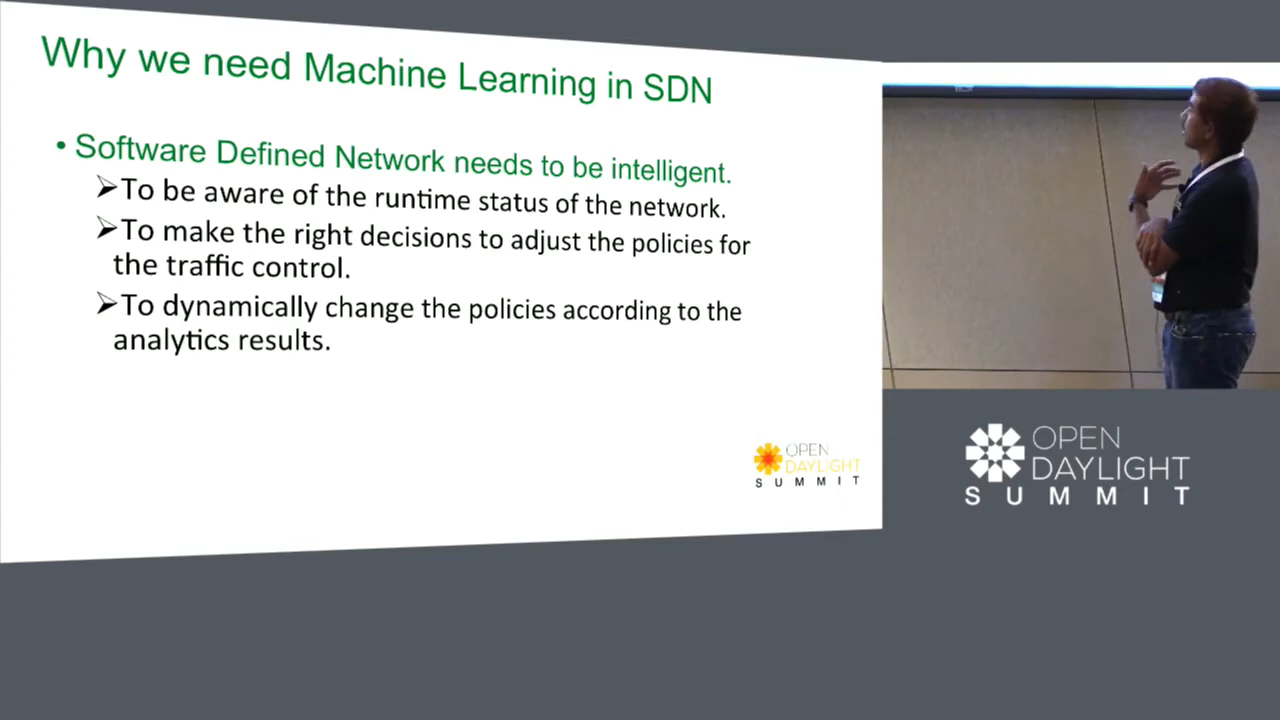 Why we need Machine Learning in SDN
• Software Defined Network needs to be intelligent.
➢To be aware of the runtime status of the network.
➢To make the right decisions to adjust the policies for
the traffic control.
➢To dynamically change the policies according to the
analytics results.
OPEN
DAYLIGHT
SUMMIT
OPEN
DAYLIGHT
SUMMIT